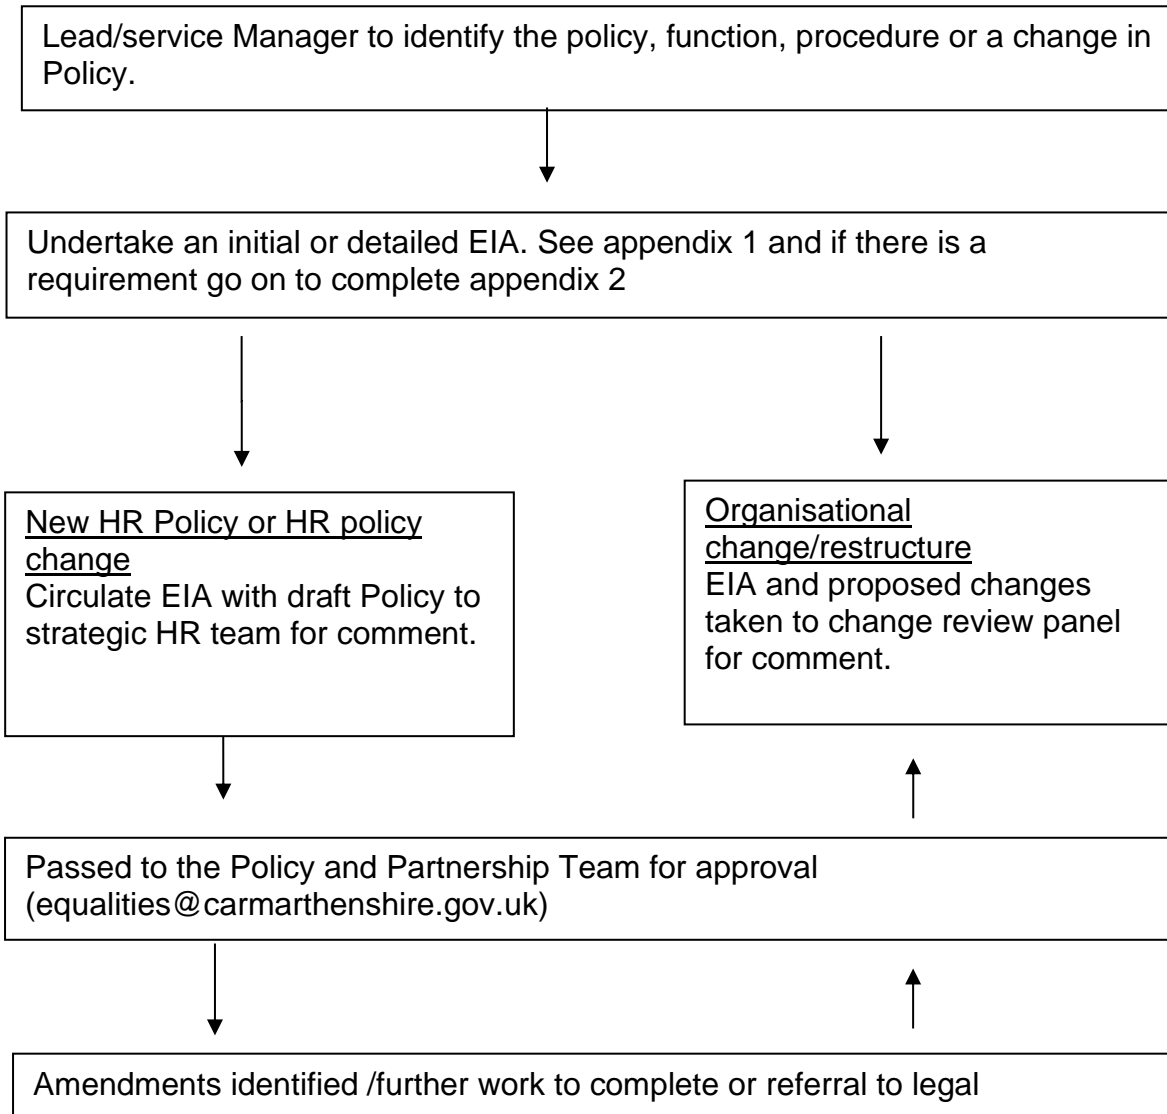 Lead/service Manager to identify the policy, function, procedure or a change in
Policy.
Undertake an initial or detailed EIA. See appendix 1 and if there is a
requirement go on to complete appendix 2
New HR Policy or HR policy
change
Circulate EIA with draft Policy to
strategic HR team for comment.
Organisational
change/restructure
EIA and proposed changes
taken to change review panel
for comment.
Passed to the Policy and Partnership Team for approval
(equalities@carmarthenshire.gov.uk)
Amendments identified /further work to complete or referral to legal